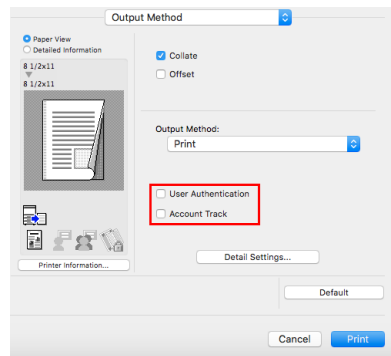 Output Method
Paper View
Detailed Information
8 1/2x11
8 1/2x11
Collate
Offset
Output Method:
Print
User Authentication
Account Track
Detail Settings...
Printer Information...
Default
Cancel
Print